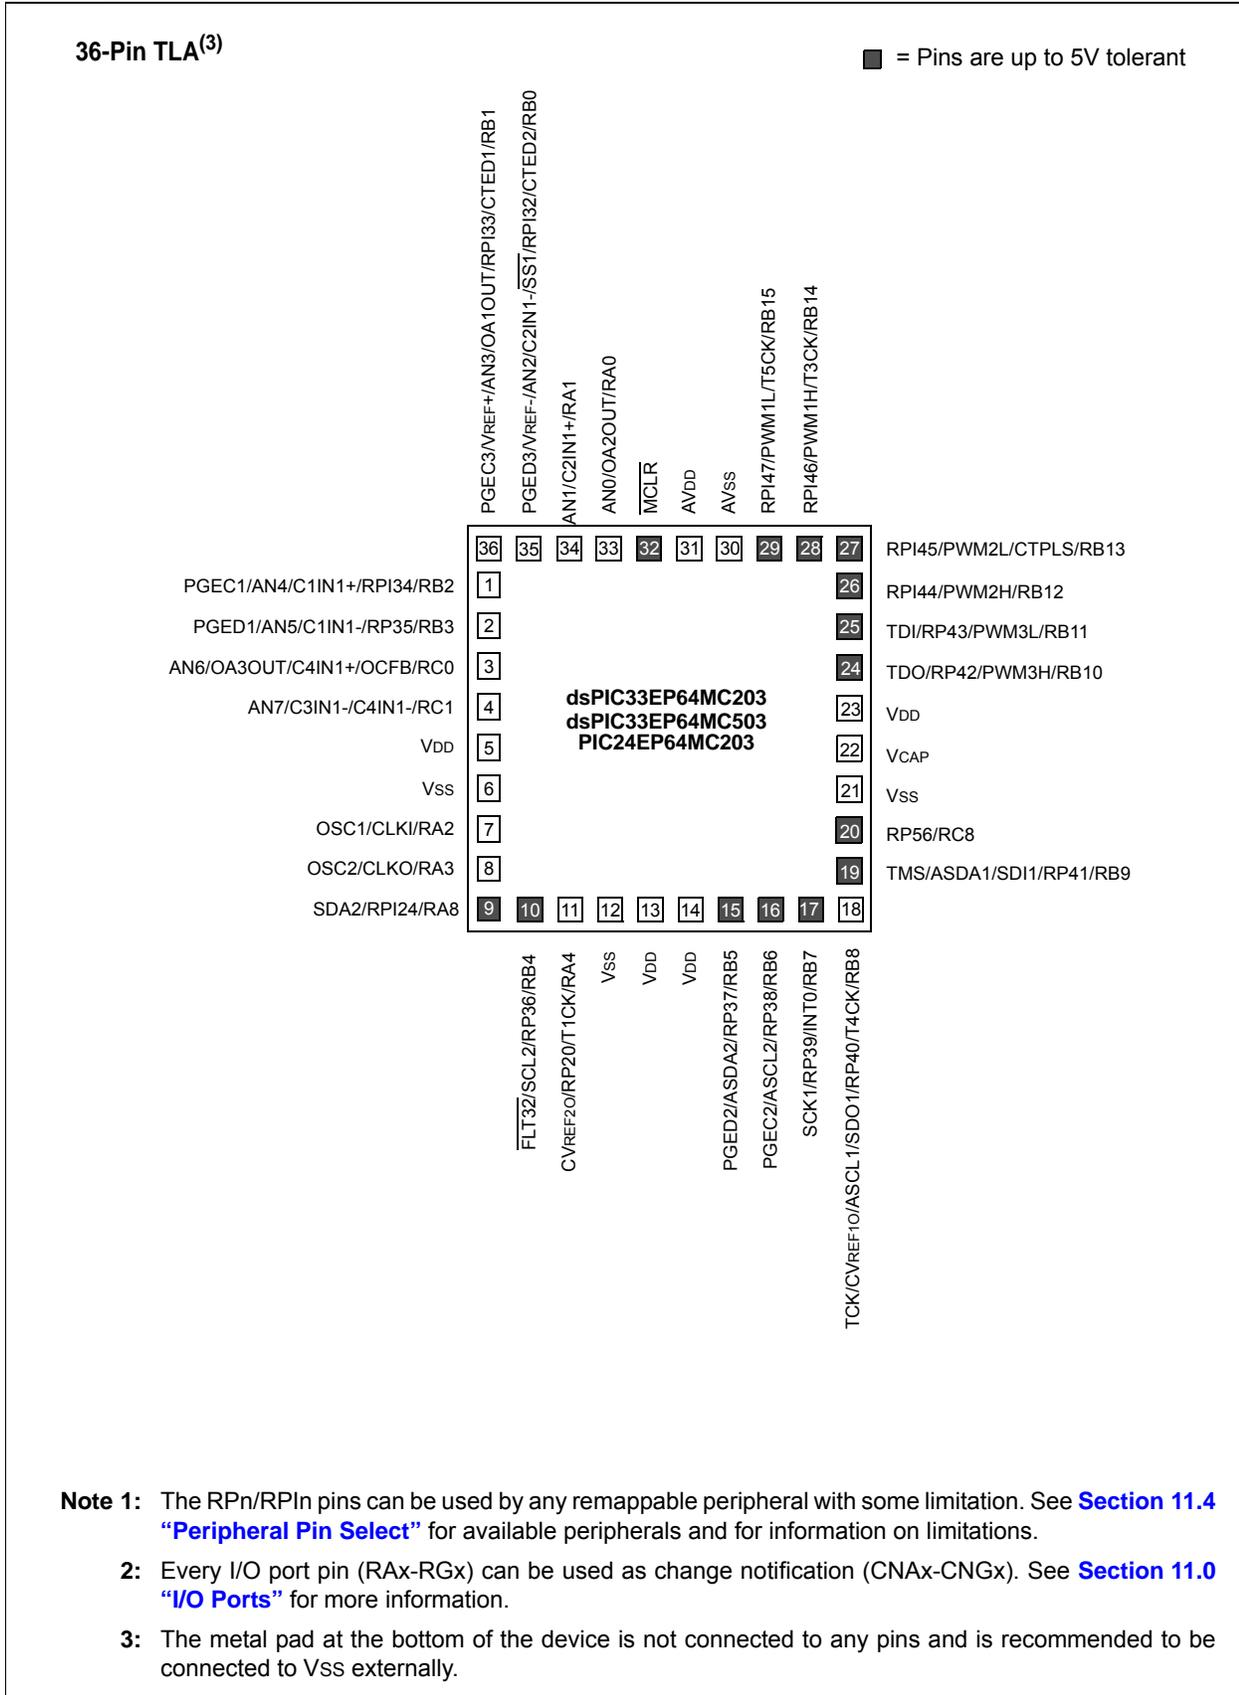 36-Pin TLA(3)
= Pins are up to 5V tolerant
PGEC3/VREF+/AN3/OA1OUT/RPI33/CTED1/RB1
PGED3/VREF-/AN2/C2IN1-/SS1/RPI32/CTED2/RB0
AN1/C2IN1+/RA1
AN0/OA2OUT/RA0
MCLR
AVDD
AVSS
RPI47/PWM1L/T5CK/RB15
RPI46/PWM1H/T3CK/RB14
36 35 34 33 32 31 30 29 28 27 RPI45/PWM2L/CTPLS/RB13
PGEC1/AN4/C1IN1+/RPI34/RB2 1 26 RPI44/PWM2H/RB12
PGED1/AN5/C1IN1-/RP35/RB3 2 25 TDI/RP43/PWM3L/RB11
AN6/OA3OUT/C4IN1+/OCFB/RC0 3 24 TDO/RP42/PWM3H/RB10
dsPIC33EP64MC203
AN7/C3IN1-/C4IN1-/RC1 4 23 VDD
dsPIC33EP64MC503
PIC24EP64MC203
VDD 5 22 VCAP
VSS 6 21 VSS
OSC1/CLKI/RA2 7 20 RP56/RC8
OSC2/CLKO/RA3 8 19 TMS/ASDA1/SDI1/RP41/RB9
SDA2/RPI24/RA8 9 10 11 12 13 14 15 16 17 18
FLT32/SCL2/RP36/RB4
CVREF2O/RP20/T1CK/RA4
VSS
VDD
VDD
PGED2/ASDA2/RP37/RB5
PGEC2/ASCL2/RP38/RB6
SCK1/RP39/INT0/RB7
TCK/CVREF1O/ASCL1/SDO1/RP40/T4CK/RB8
Note 1: The RPn/RPIn pins can be used by any remappable peripheral with some limitation. See Section 11.4
“Peripheral Pin Select” for available peripherals and for information on limitations.
2: Every I/O port pin (RAx-RGx) can be used as change notification (CNAx-CNGx). See Section 11.0
“I/O Ports” for more information.
3: The metal pad at the bottom of the device is not connected to any pins and is recommended to be
connected to VSS externally.